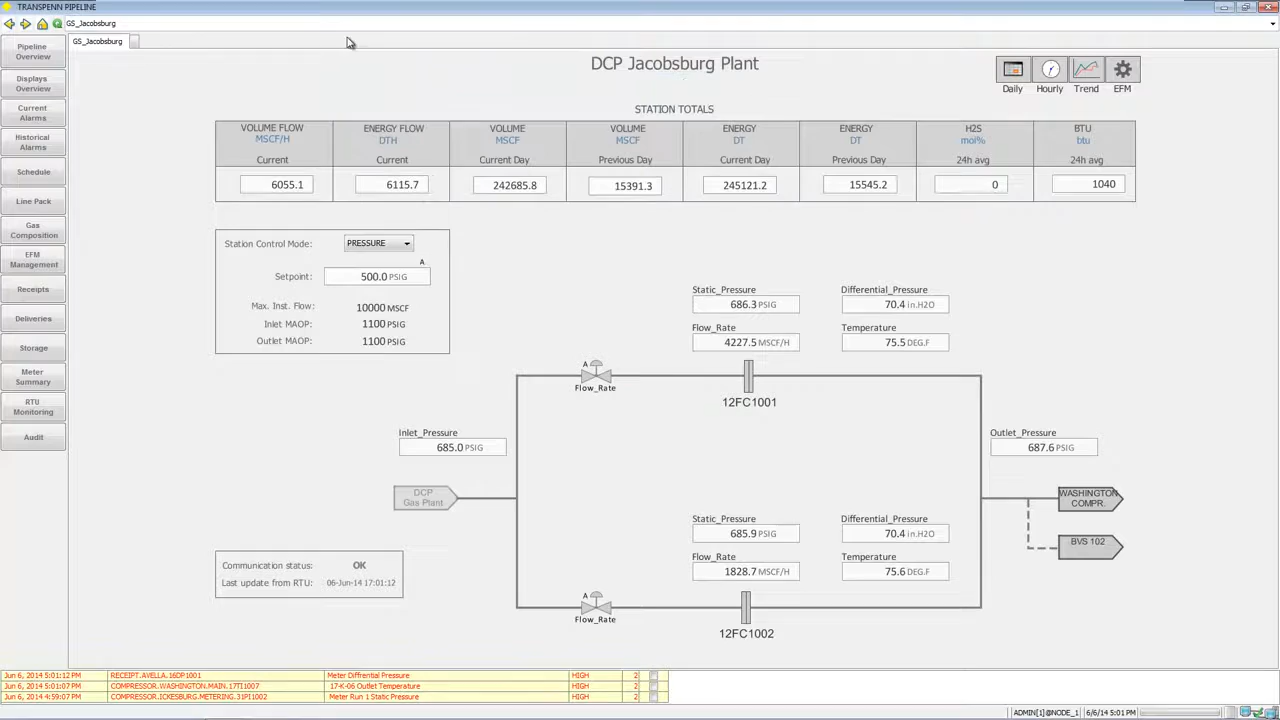 TRANSPENN PIPELINE
GS_Jacobsburg
GS_Jacobsburg
Pipeline
Overview
Displays
Overview
Current
Alarms
Historical
Alarms
Schedule
Line Pack
Gas
Composition
EFM
Management
Receipts
Deliveries
Storage
Meter
Summary
RTU
Monitoring
Audit
DCP Jacobsburg Plant
Daily Hourly Trend EFM
STATION TOTALS
VOLUME FLOW ENERGY FLOW VOLUME VOLUME ENERGY ENERGY H2S BTU
MSCF/H DTH MSCF MSCF DT DT mol% btu
Current Current Current Day Previous Day Current Day Previous Day 24h avg 24h avg
6055.1 6115.7 242685.8 15391.3 245121.2 15545.2 0 1040
Station Control Mode: PRESSURE
A
Setpoint: 500.0 PSIG
Max. Inst. Flow: 10000 MSCF
Inlet MAOP: 1100 PSIG
Outlet MAOP: 1100 PSIG
Static_Pressure Differential_Pressure
686.3 PSIG 70.4 in.H2O
Flow_Rate Temperature
4227.5 MSCF/H 75.5 DEG.F
A
Flow_Rate
12FC1001
Inlet_Pressure
685.0 PSIG
Outlet_Pressure
687.6 PSIG
DCP
Gas Plant
WASHINGTON
COMPR.
BVS 102
Static_Pressure Differential_Pressure
685.9 PSIG 70.4 in.H2O
Flow_Rate Temperature
1828.7 MSCF/H 75.6 DEG.F
Communication status: OK
Last update from RTU: 06-Jun-14 17:01:12
A
Flow_Rate
12FC1002
Jun 6, 2014 5:01:12 PM RECEIPT.AVELLA.16DP1001 Meter Diffrential Pressure HIGH 2
Jun 6, 2014 5:01:07 PM COMPRESSOR.WASHINGTON.MAIN.17TI1007 17-K-06 Outlet Temperature HIGH 2
Jun 6, 2014 4:59:07 PM COMPRESSOR.ICKESBURG.METERING.31PI1002 Meter Run 1 Static Pressure HIGH 2
ADMIN[1]@NODE_1 6/6/14 5:01 PM